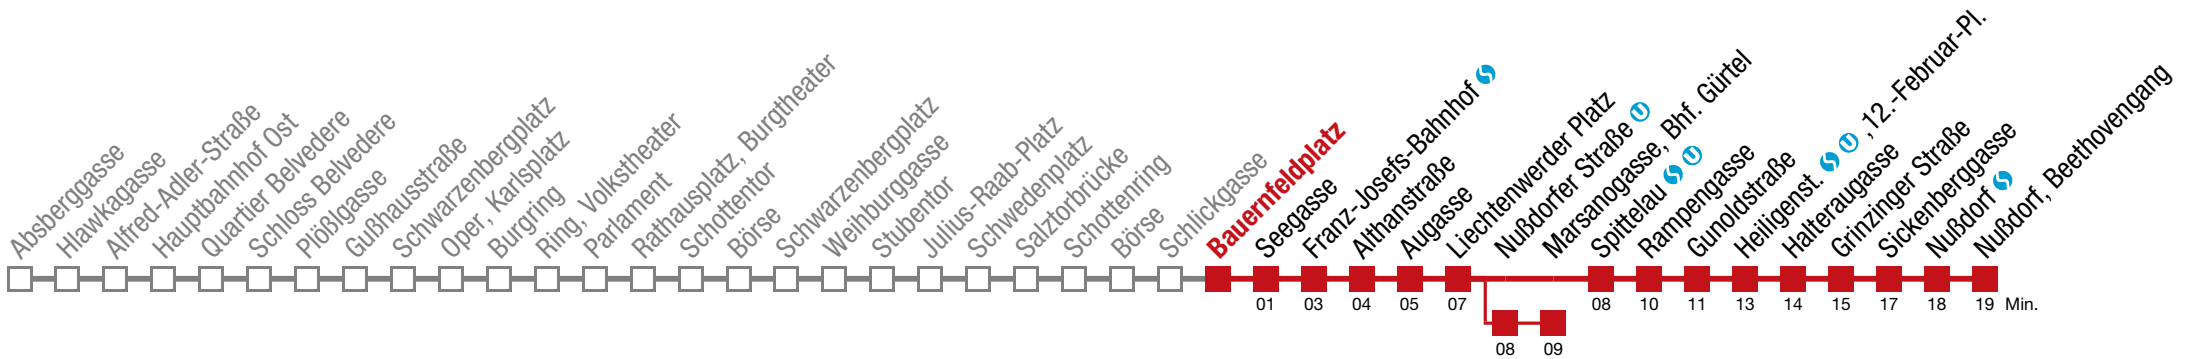 Absberggasse
Hlawkagasse
Alfred-Adler-Straße
Hauptbahnhof Ost
Quartier Belvedere
Schloss Belvedere
Plößlgasse
Gußhausstraße
Schwarzenbergplatz
Oper, Karlsplatz
Burgring
Ring, Volkstheater
Parlament
Rathausplatz, Burgtheater
Schottentor
Börse
Schwarzenbergplatz
Weihburggasse
Stubentor
Julius-Raab-Platz
Schwedenplatz
Salztorbrücke
Schottenring
Börse
Schlickgasse
Bauernfeldplatz
Seegasse
Franz-Josefs-Bahnhof S
Althanstraße
Augasse
Liechtenwerder Platz
Nußdorfer Straße U
Marsanogasse, Bhf. Gürtel
Spittelau S U
Rampengasse
Gunoldstraße
Heiligenst. S U ,12.-Februar-Pl.
Halteraugasse
Grinzinger Straße
Sickenberggasse
Nußdorf S
Nußdorf, Beethovengang
01 03 04 05 07 08 10 11 13 14 15 17 18 19 Min.
08 09